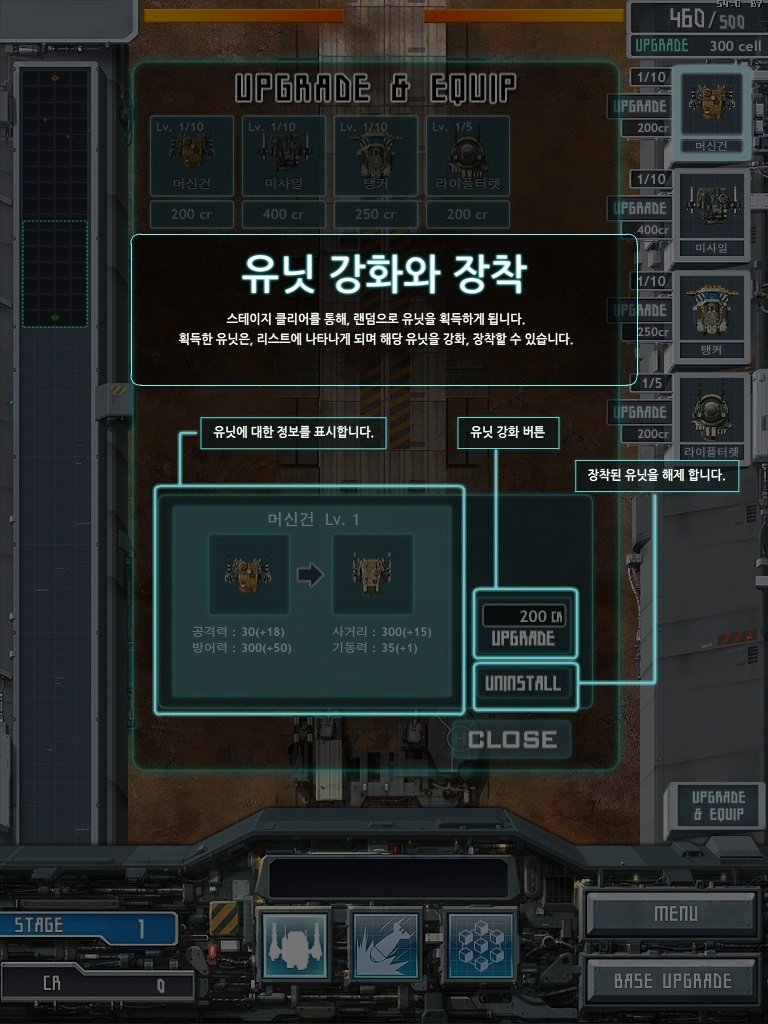 54.0 67
460/500
UPGRADE 300 cell
UPGRADE & EQUIP
Lv. 1/10
머신건
200 cr
Lv. 1/10
미사일
400 cr
Lv. 1/10
탱커
250 cr
Lv. 1/5
라이플터렛
200 cr
1/10
UPGRADE
200cr
머신건
1/10
UPGRADE
400cr
미사일
1/10
UPGRADE
250cr
탱커
1/5
UPGRADE
200cr
라이플터렛
유닛 강화와 장착
스테이지 클리어를 통해, 랜덤으로 유닛을 획득하게 됩니다.
획득한 유닛은, 리스트에 나타나게 되며 해당 유닛을 강화, 장착할 수 있습니다.
유닛에 대한 정보를 표시합니다.
유닛 강화 버튼
장착된 유닛을 해제 합니다.
머신건 Lv. 1
공격력 : 30(+18)
사거리 : 300(+15)
방어력 : 300(+50)
기동력 : 35(+1)
200 CR
UPGRADE
UNINSTALL
CLOSE
UPGRADE
& EQUIP
STAGE 1
CR 0
MENU
BASE UPGRADE